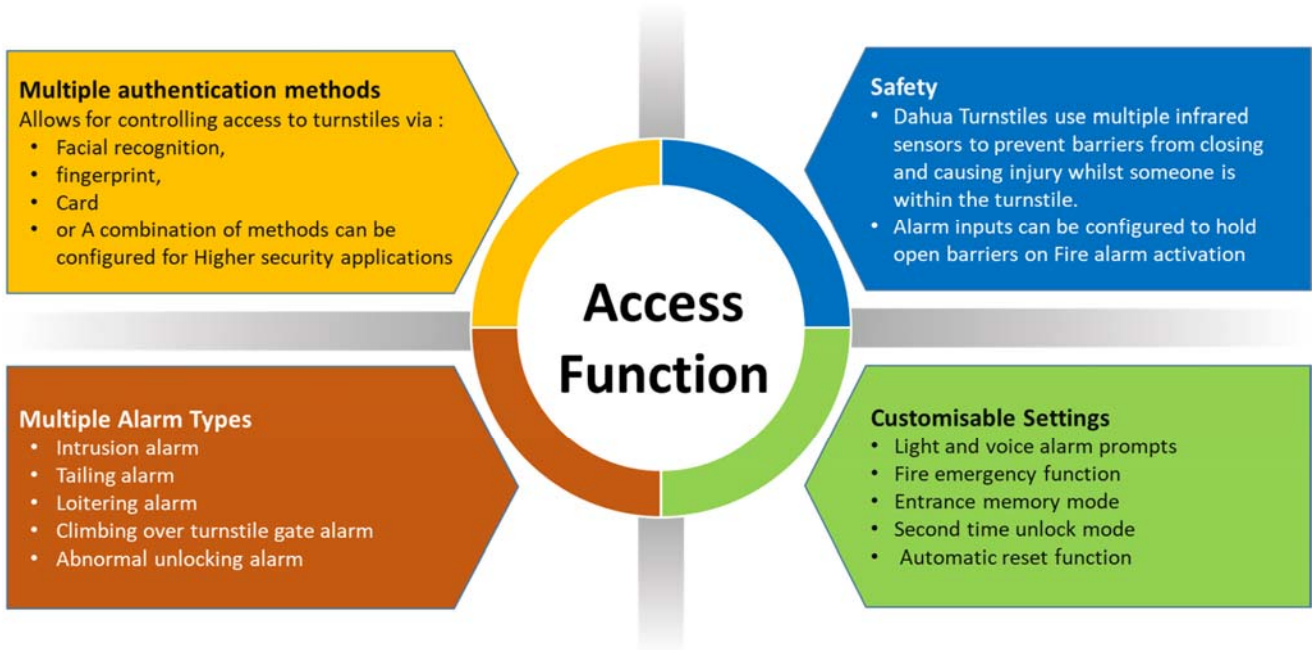 Multiple authentication methods
Allows for controlling access to turnstiles via :
• Facial recognition,
• fingerprint,
• Card
• or A combination of methods can be
configured for Higher security applications
Safety
• Dahua Turnstiles use multiple infrared
sensors to prevent barriers from closing
and causing injury whilst someone is
within the turnstile.
• Alarm inputs can be configured to hold
open barriers on Fire alarm activation
Access
Function
Multiple Alarm Types
• Intrusion alarm
• Tailing alarm
• Loitering alarm
• Climbing over turnstile gate alarm
• Abnormal unlocking alarm
Customisable Settings
• Light and voice alarm prompts
• Fire emergency function
• Entrance memory mode
• Second time unlock mode
• Automatic reset function